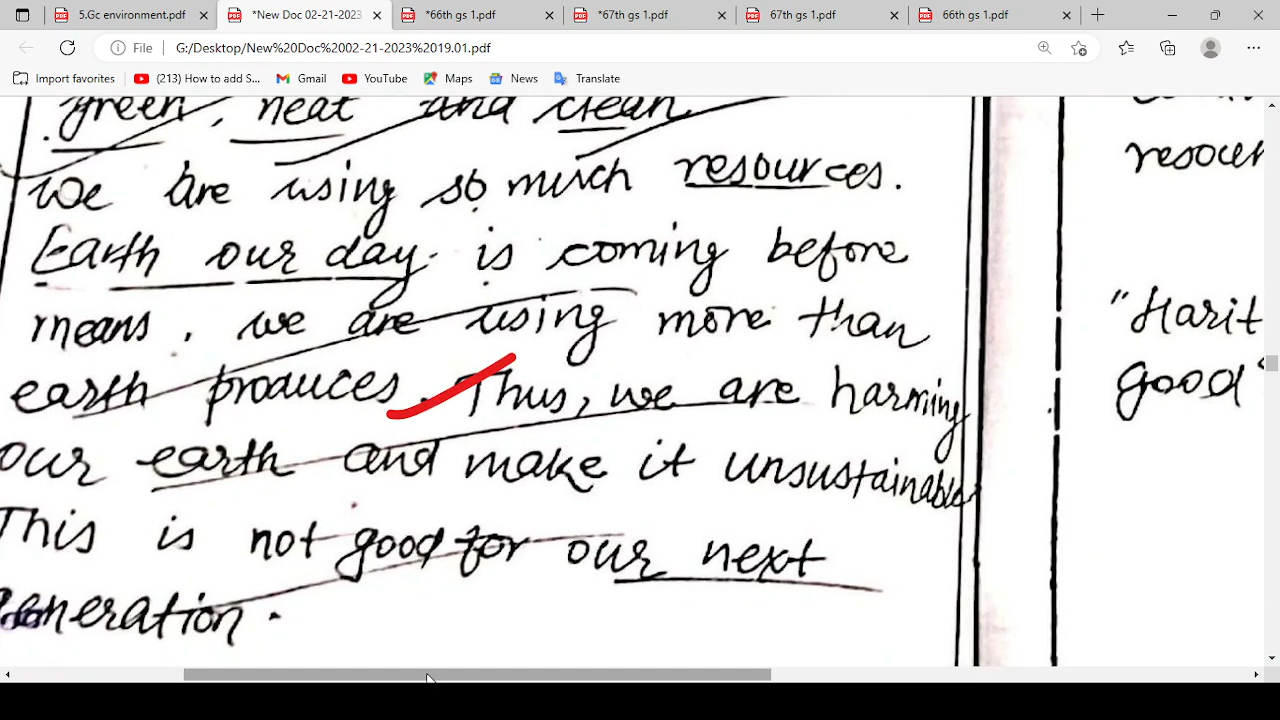 5.Gc environment.pdf
*New Doc 02-21-2023
*66th gs 1.pdf
*67th gs 1.pdf
67th gs 1.pdf
66th gs 1.pdf
File
G:/Desktop/New%20Doc%2002-21-2023%2019.01.pdf
Import favorites
(213) How to add S...
Gmail
YouTube
Maps
News
Translate
green, neat and clean
we are using so much resources.
Earth our day is coming before
means, we are using more than
earth produces. Thus, we are harming
our earth and make it unsustainable
This is not good for our next
generation.
"Harit
good"